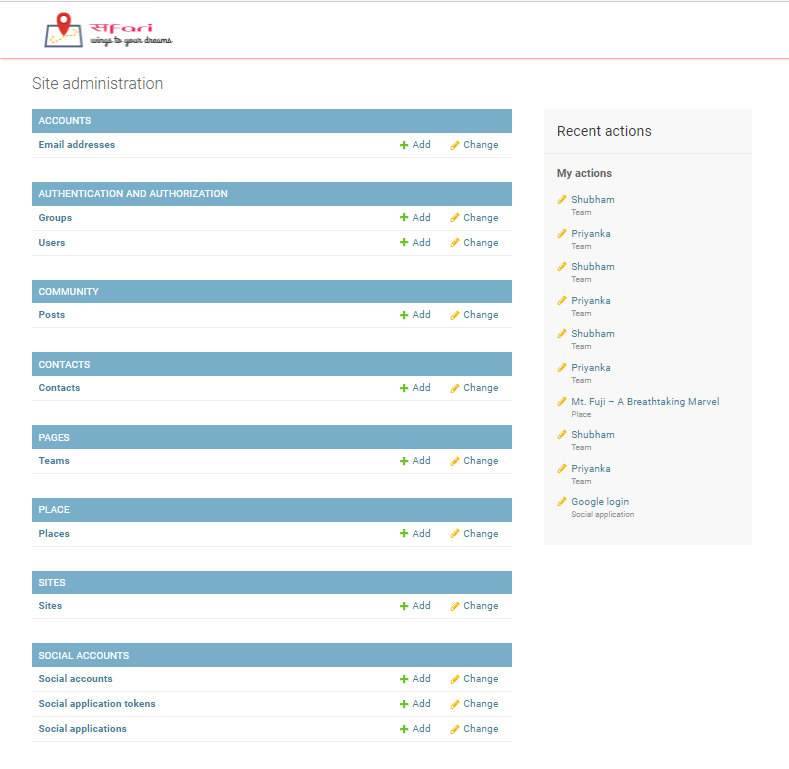 सfari
wings to your dreams
Site administration
ACCOUNTS
Email addresses Add Change
AUTHENTICATION AND AUTHORIZATION
Groups Add Change
Users Add Change
COMMUNITY
Posts Add Change
CONTACTS
Contacts Add Change
PAGES
Teams Add Change
PLACE
Places Add Change
SITES
Sites Add Change
SOCIAL ACCOUNTS
Social accounts Add Change
Social application tokens Add Change
Social applications Add Change
Recent actions
My actions
Shubham
Team
Priyanka
Team
Shubham
Team
Priyanka
Team
Shubham
Team
Priyanka
Team
Mt. Fuji – A Breathtaking Marvel
Place
Shubham
Team
Priyanka
Team
Google login
Social application